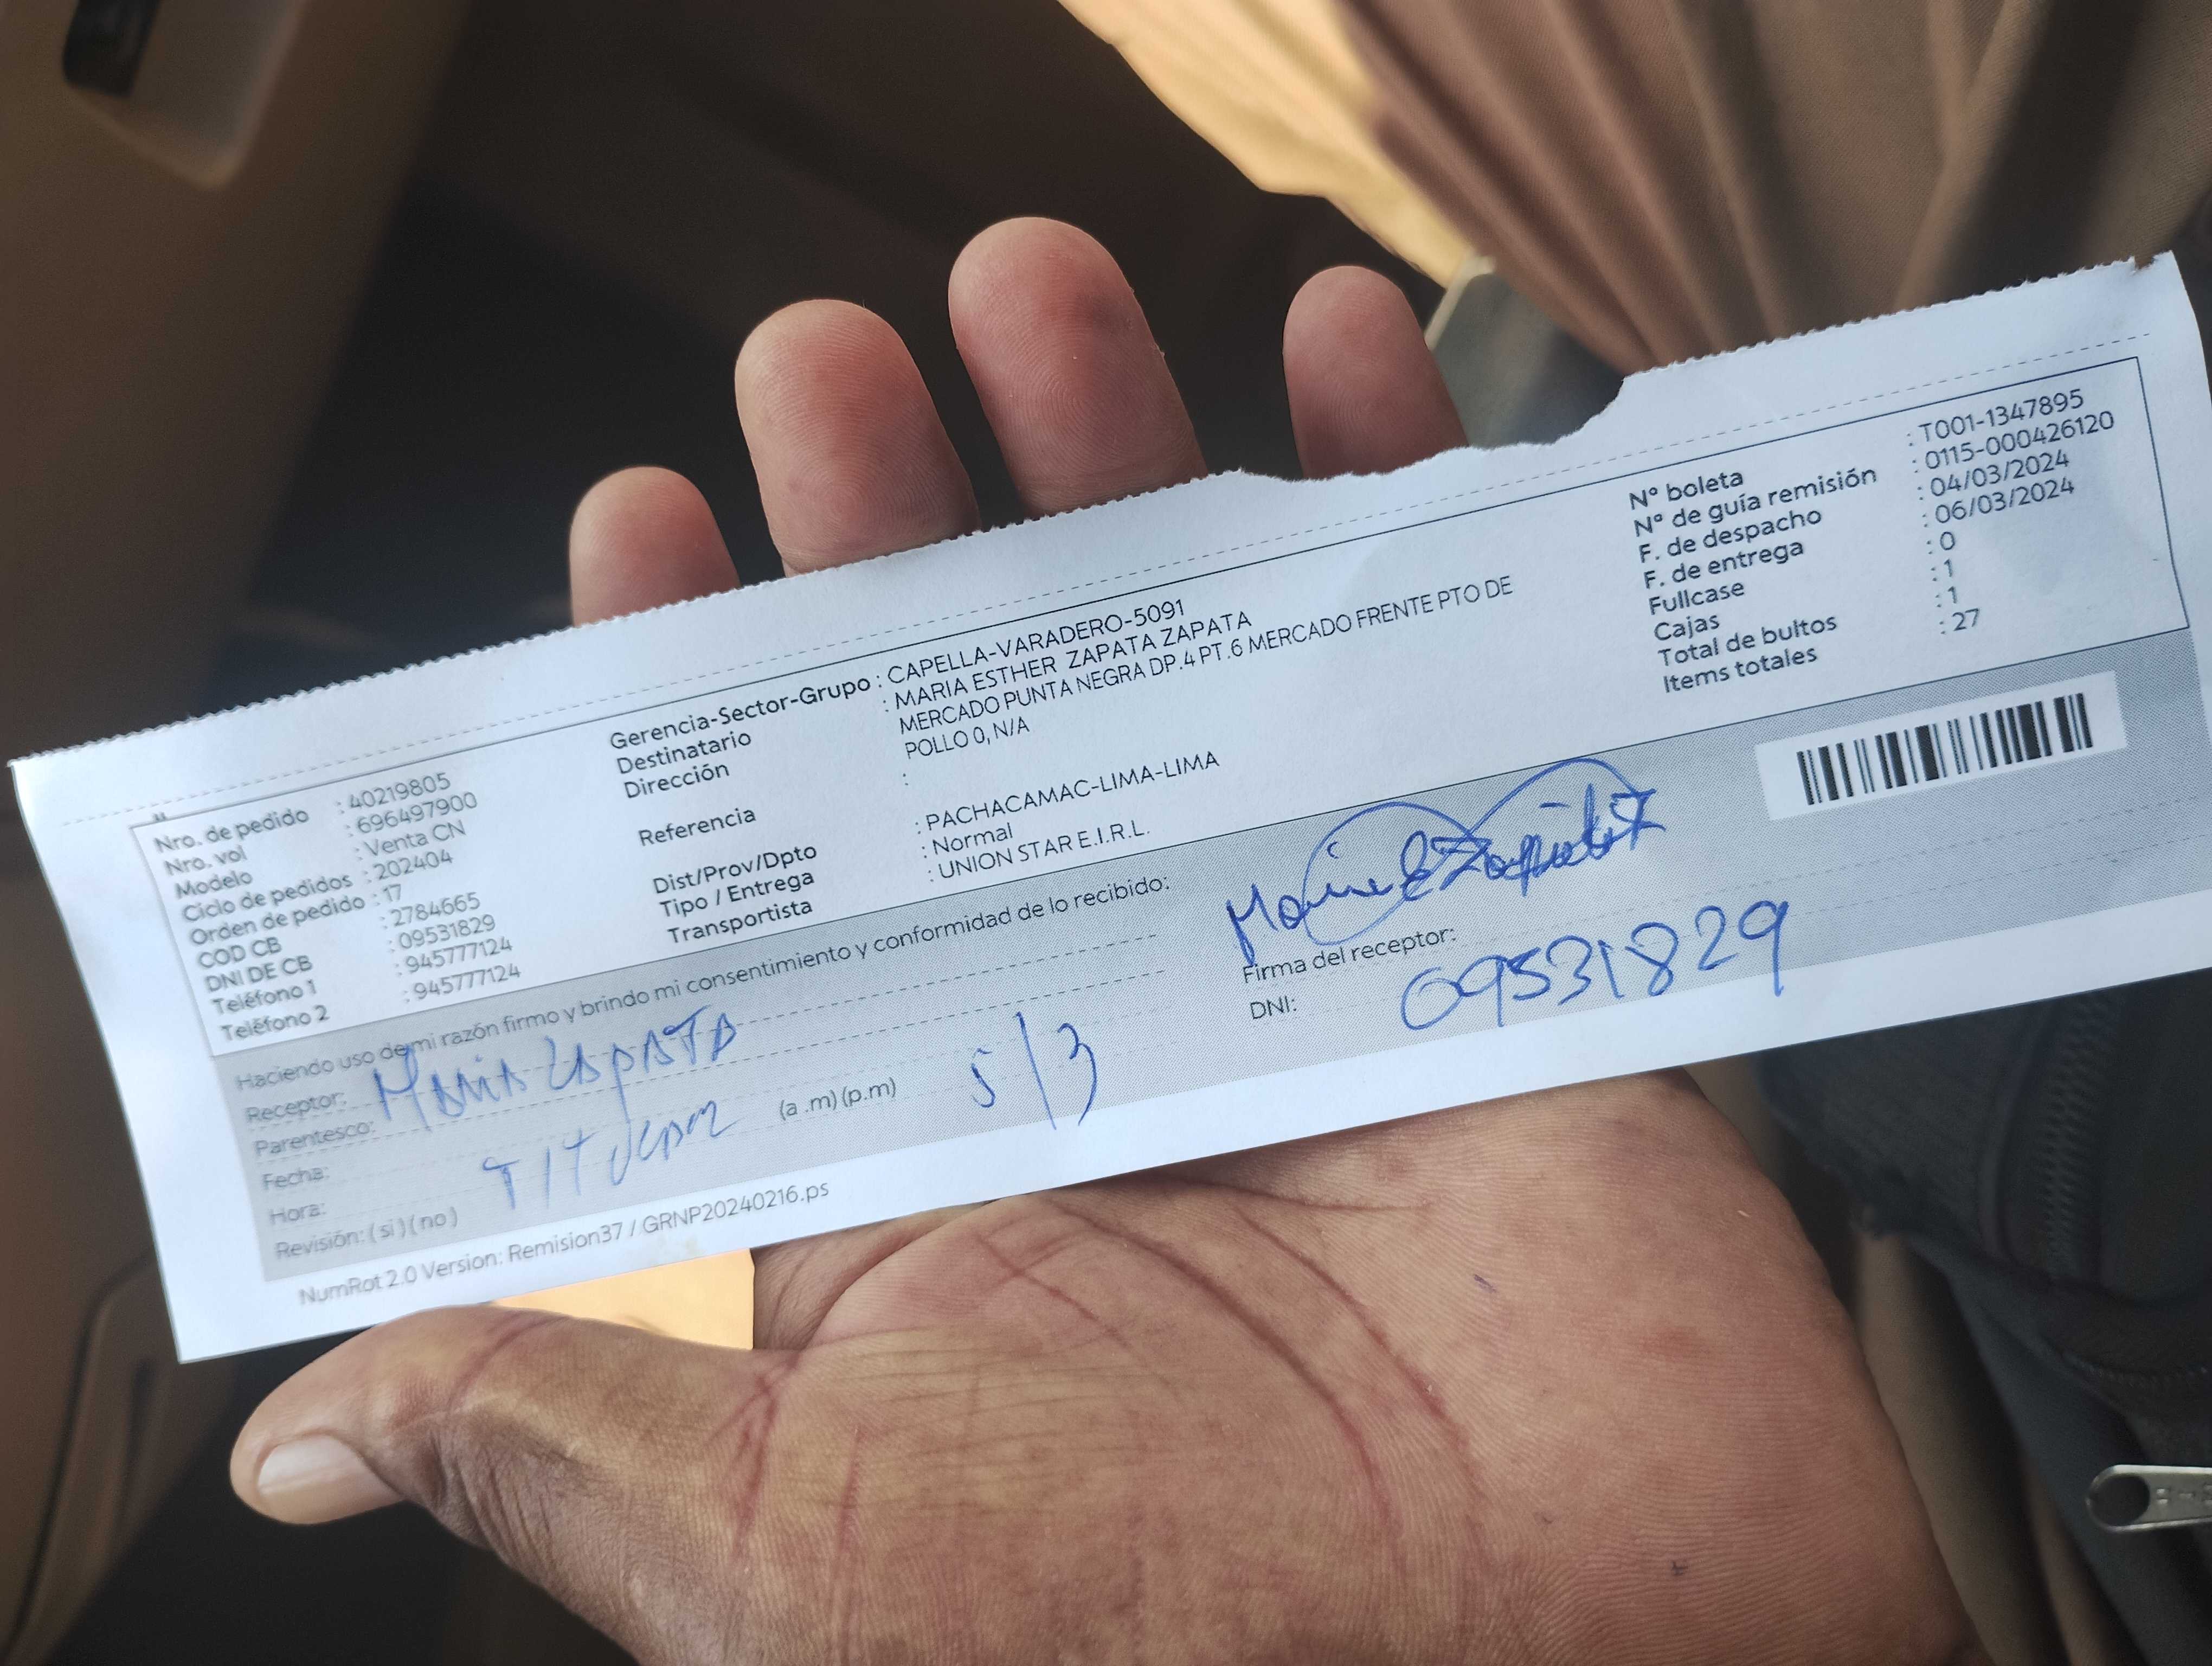 Nro. de pedido : 40219805
Nro. vol : 696497900
Modelo : Venta CN
Ciclo de pedidos : 202404
Orden de pedido : 17
COD CB : 2784665
DNI DE CB : 09531829
Teléfono 1 : 945777124
Teléfono 2 : 945777124
Gerencia-Sector-Grupo : CAPELLA-VARADERO-5091
Destinatario : MARIA ESTHER ZAPATA ZAPATA
Dirección MERCADO PUNTA NEGRA DP.4 PT.6 MERCADO FRENTE PTO DE
POLLO 0, N/A
Referencia :
Dist/Prov/Dpto : PACHACAMAC-LIMA-LIMA
Tipo / Entrega : Normal
Transportista : UNION STAR E.I.R.L.
N° boleta : T001-1347895
N° de guía remisión : 0115-000426120
F. de despacho : 04/03/2024
F. de entrega : 06/03/2024
Fullcase : 0
Cajas : 1
Total de bultos : 1
Items totales : 27
Haciendo uso de mi razón firmo y brindo mi consentimiento y conformidad de lo recibido:
Receptor: MARIA ZAPATA
Parentesco:
Fecha: 5/3
Hora: (a .m) (p.m)
Revisión: ( si ) ( no )
Firma del receptor:
DNI: 09531829
NumRot 2.0 Version: Remision37 / GRNP20240216.ps